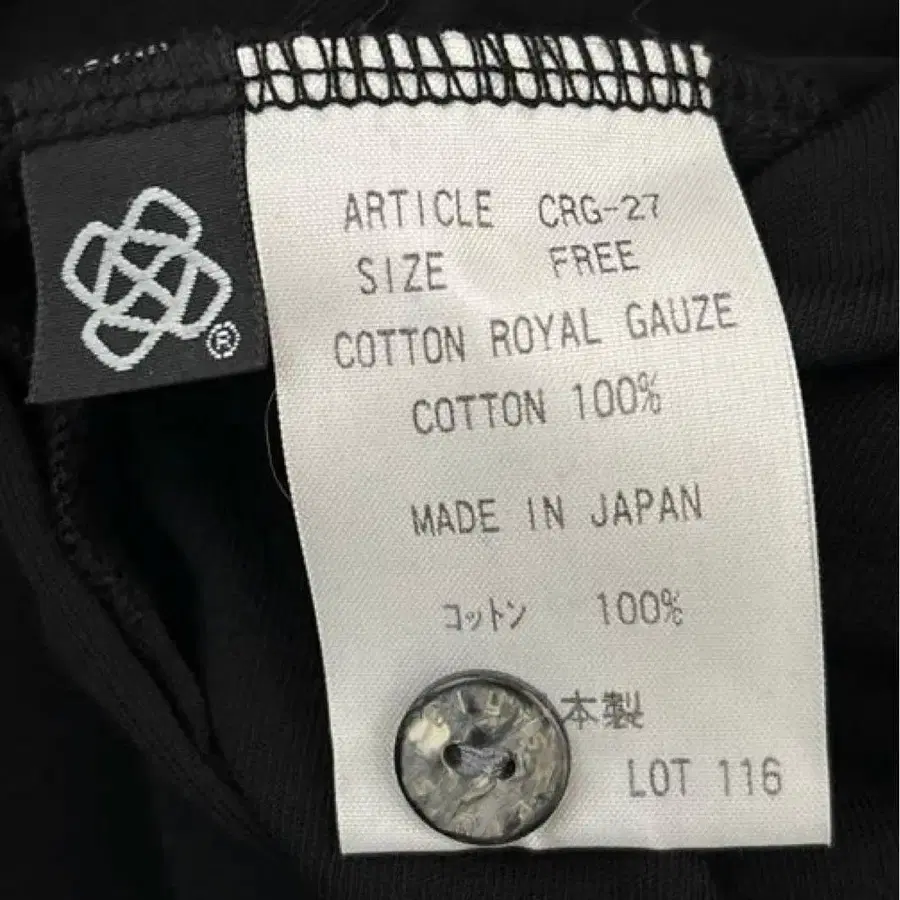 ®
ARTICLE CRG-27
SIZE FREE
COTTON ROYAL GAUZE
COTTON 100%
MADE IN JAPAN
コットン 100%
本製
LOT 116